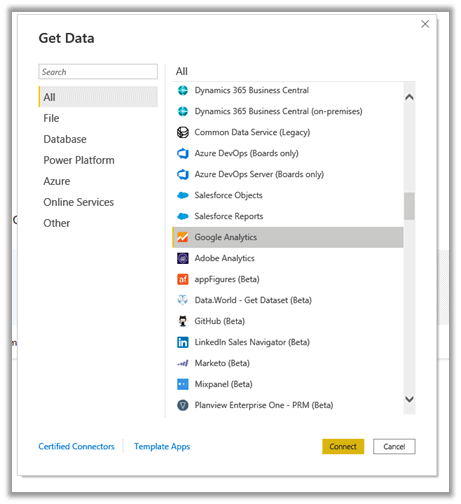 Get Data
Search
All
File
Database
Power Platform
Azure
Online Services
Other
All
Dynamics 365 Business Central
Dynamics 365 Business Central (on-premises)
Common Data Service (Legacy)
Azure DevOps (Boards only)
Azure DevOps Server (Boards only)
Salesforce Objects
Salesforce Reports
Google Analytics
Adobe Analytics
appFigures (Beta)
Data.World - Get Dataset (Beta)
GitHub (Beta)
LinkedIn Sales Navigator (Beta)
Marketo (Beta)
Mixpanel (Beta)
Planview Enterprise One - PRM (Beta)
Certified Connectors
Template Apps
Connect
Cancel